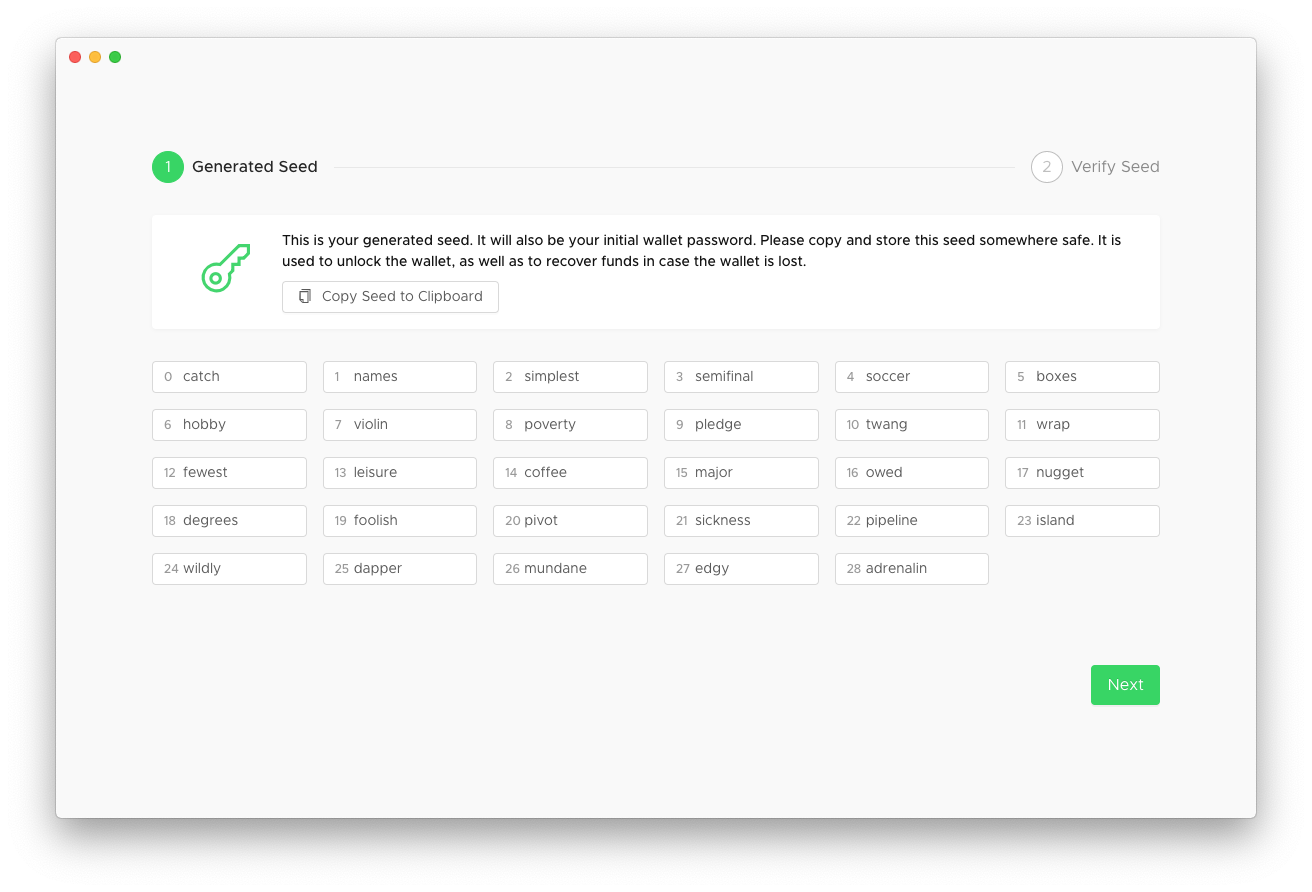 1 Generated Seed 2 Verify Seed
This is your generated seed. It will also be your initial wallet password. Please copy and store this seed somewhere safe. It is
used to unlock the wallet, as well as to recover funds in case the wallet is lost.
Copy Seed to Clipboard
0 catch 1 names 2 simplest 3 semifinal 4 soccer 5 boxes
6 hobby 7 violin 8 poverty 9 pledge 10 twang 11 wrap
12 fewest 13 leisure 14 coffee 15 major 16 owed 17 nugget
18 degrees 19 foolish 20 pivot 21 sickness 22 pipeline 23 island
24 wildly 25 dapper 26 mundane 27 edgy 28 adrenalin
Next